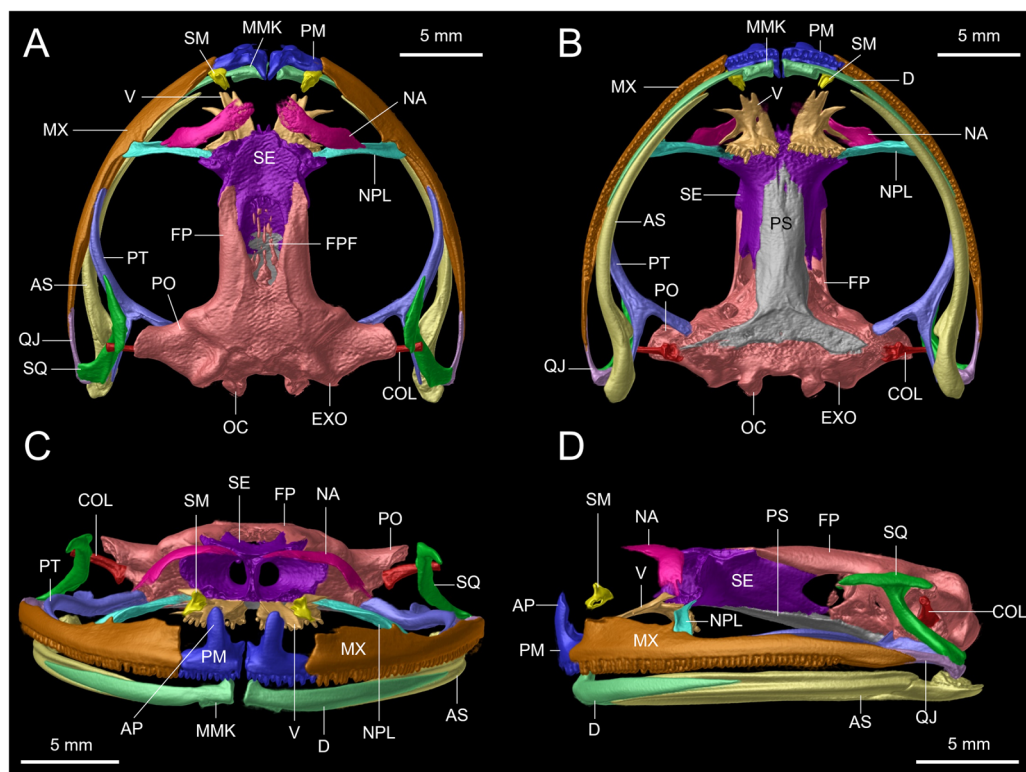 A
SM
MMK
PM
5 mm
V
NA
MX
SE
NPL
FP
FPF
PT
AS
PO
QJ
SQ
COL
EXO
OC
B
MMK
PM
SM
5 mm
MX
V
D
NA
SE
NPL
AS
PS
PT
FP
PO
QJ
COL
EXO
OC
C
SE
FP
NA
SM
COL
PO
PT
SQ
PM
MX
AP
MMK
V
D
NPL
AS
5 mm
D
SM
NA
PS
FP
SQ
V
SE
AP
COL
NPL
PM
MX
D
AS
QJ
5 mm